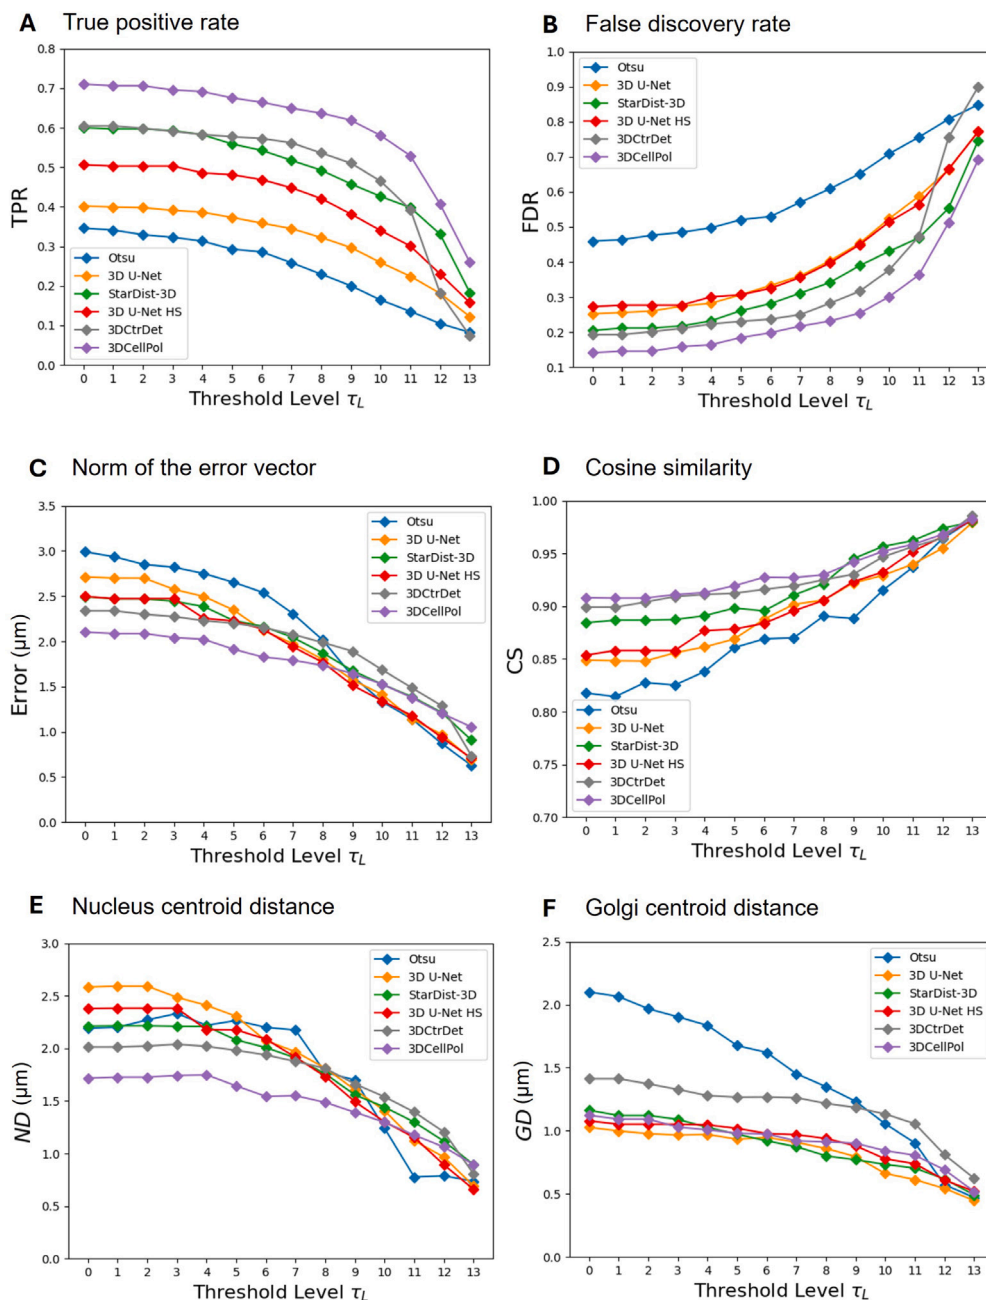 A True positive rate
0.8
0.7
0.6
0.5
0.4
0.3
0.2
0.1
0.0
TPR
Otsu
3D U-Net
StarDist-3D
3D U-Net HS
3DCtrDet
3DCellPol
0 1 2 3 4 5 6 7 8 9 10 11 12 13
Threshold Level τL
B False discovery rate
1.0
0.9
0.8
0.7
0.6
0.5
0.4
0.3
0.2
0.1
FDR
Otsu
3D U-Net
StarDist-3D
3D U-Net HS
3DCtrDet
3DCellPol
0 1 2 3 4 5 6 7 8 9 10 11 12 13
Threshold Level τL
C Norm of the error vector
3.5
3.0
2.5
2.0
1.5
1.0
0.5
0.0
Error (μm)
Otsu
3D U-Net
StarDist-3D
3D U-Net HS
3DCtrDet
3DCellPol
0 1 2 3 4 5 6 7 8 9 10 11 12 13
Threshold Level τL
D Cosine similarity
1.00
0.95
0.90
0.85
0.80
0.75
0.70
CS
Otsu
3D U-Net
StarDist-3D
3D U-Net HS
3DCtrDet
3DCellPol
0 1 2 3 4 5 6 7 8 9 10 11 12 13
Threshold Level τL
E Nucleus centroid distance
3.0
2.5
2.0
1.5
1.0
0.5
0.0
ND (μm)
Otsu
3D U-Net
StarDist-3D
3D U-Net HS
3DCtrDet
3DCellPol
0 1 2 3 4 5 6 7 8 9 10 11 12 13
Threshold Level τL
F Golgi centroid distance
2.5
2.0
1.5
1.0
0.5
0.0
GD (μm)
Otsu
3D U-Net
StarDist-3D
3D U-Net HS
3DCtrDet
3DCellPol
0 1 2 3 4 5 6 7 8 9 10 11 12 13
Threshold Level τL